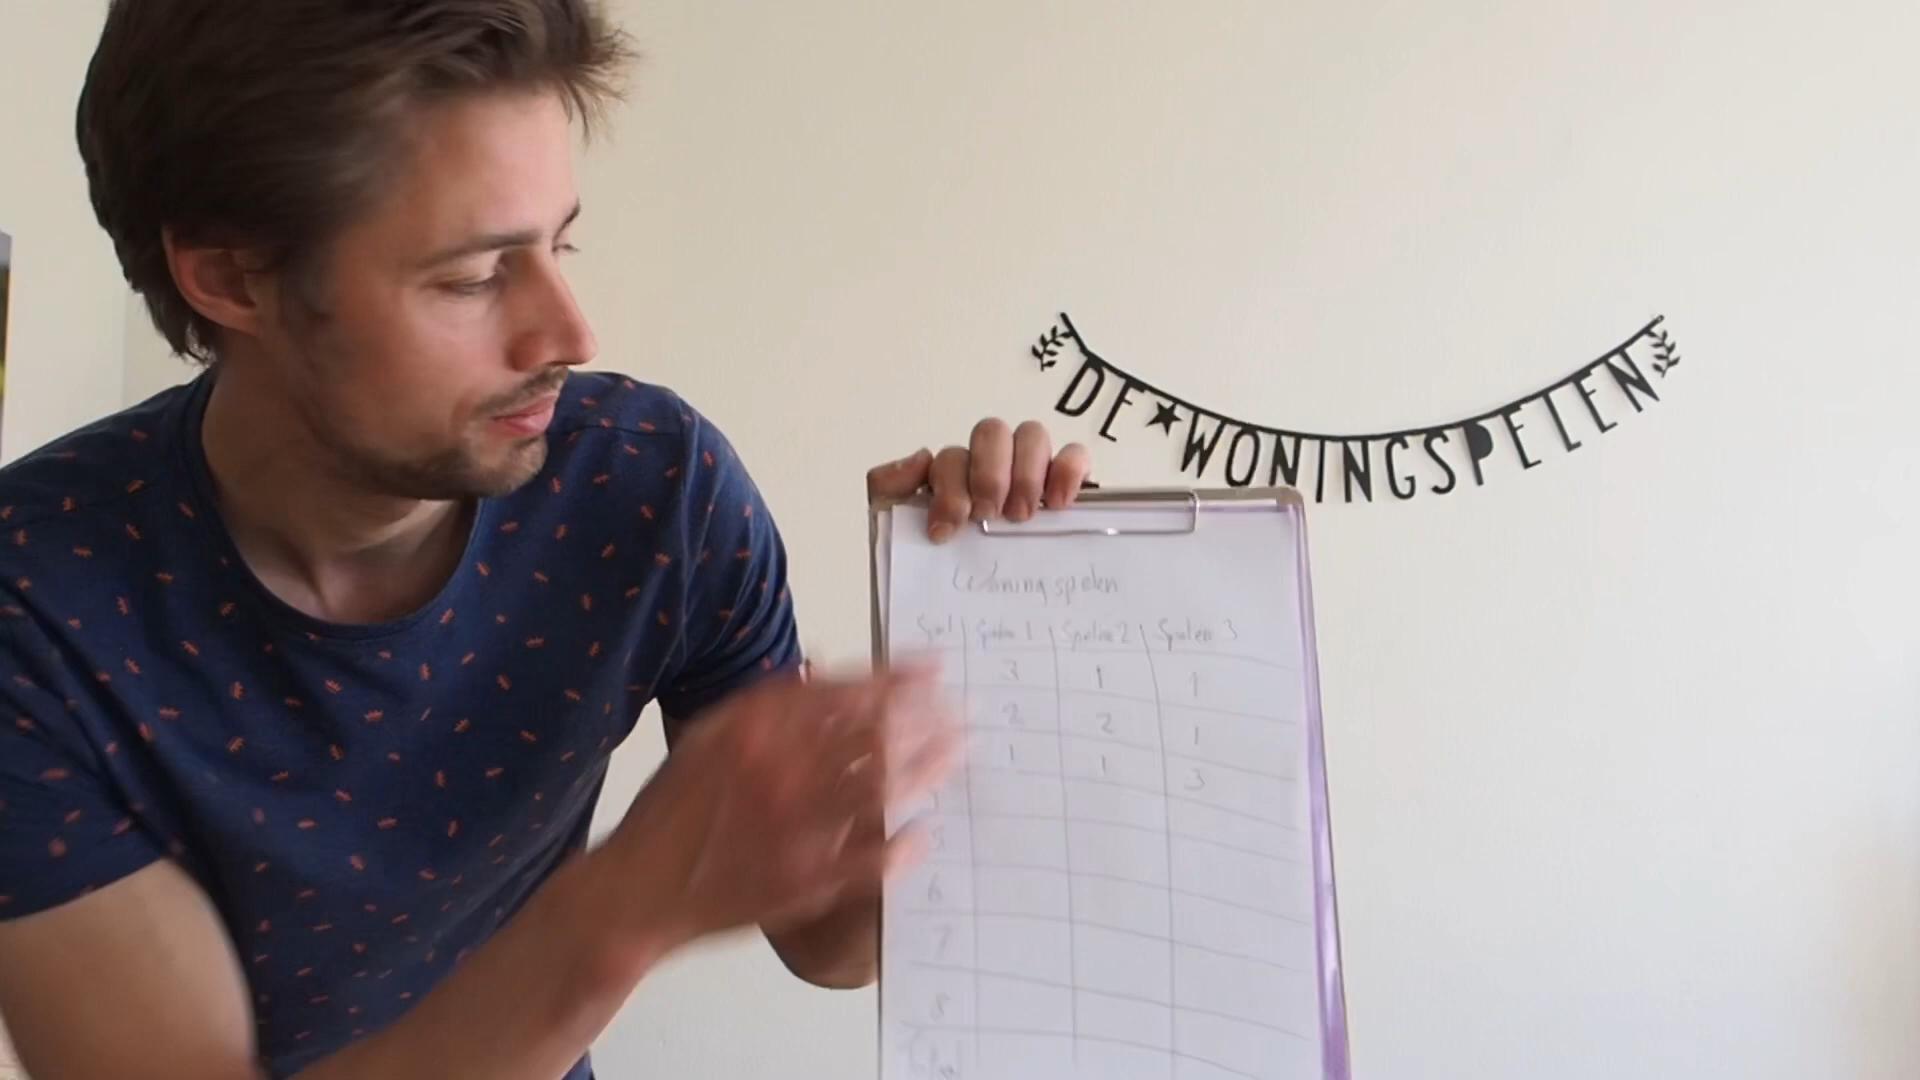 DE★WONINGSPELEN
Woningspelen
Spel Speler 1 Speler 2 Speler 3
3 1 1
2 2 1
1 1 3
6
7
8